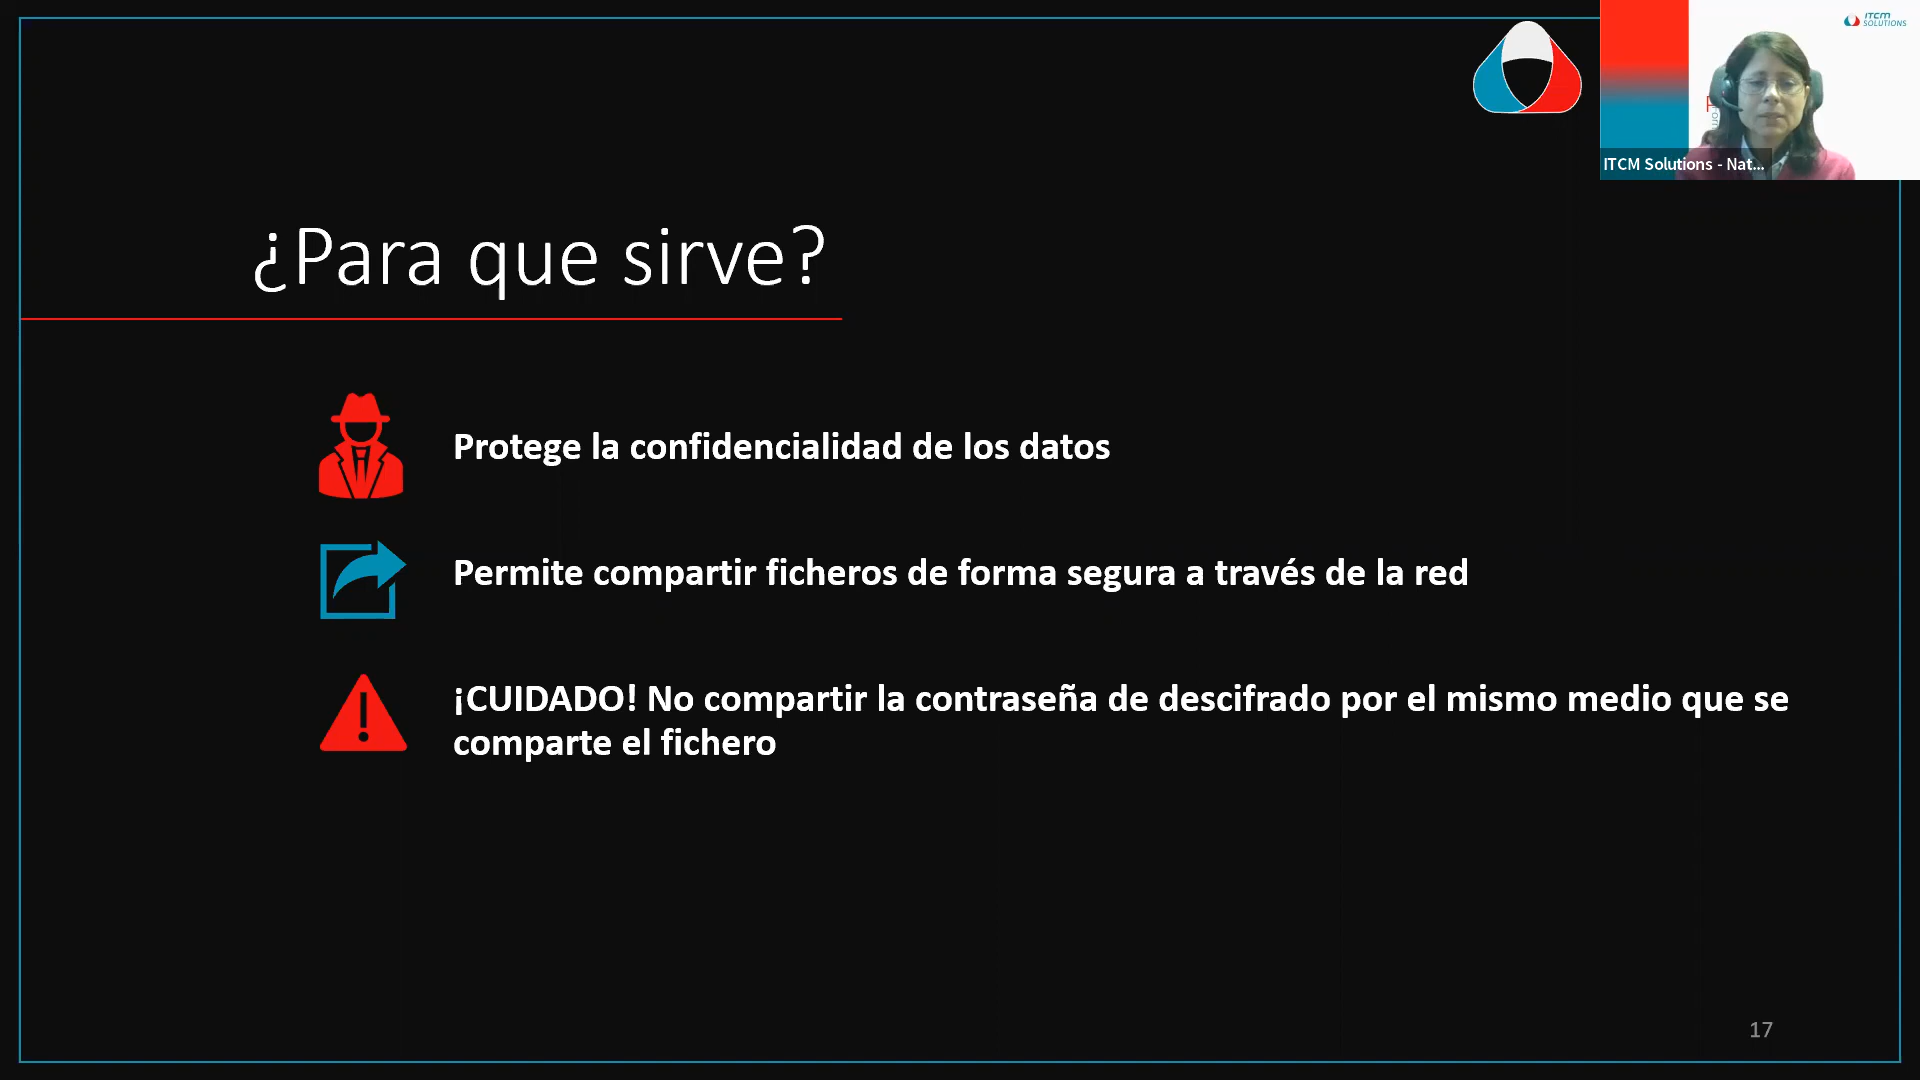 ITCM
SOLUTIONS
ITCM Solutions - Nat...
¿Para que sirve?
Protege la confidencialidad de los datos
Permite compartir ficheros de forma segura a través de la red
¡CUIDADO! No compartir la contraseña de descifrado por el mismo medio que se
comparte el fichero
17